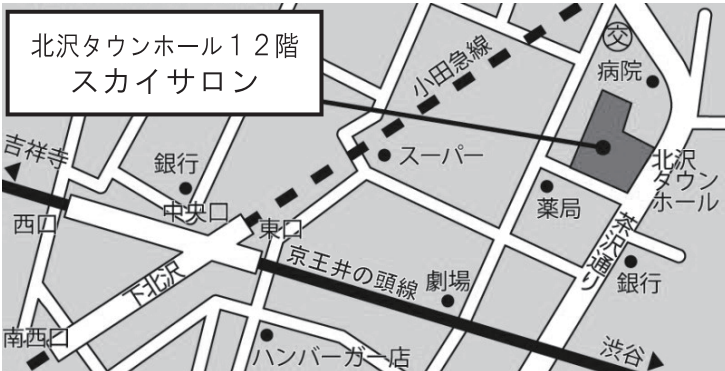 北沢タウンホール１２階
スカイサロン
小田急線
交
病院
吉祥寺
銀行
スーパー
北沢
タウン
ホール
薬局
西口
中央口
東口
茶沢通り
京王井の頭線
銀行
下北沢
劇場
南西口
ハンバーガー店
渋谷